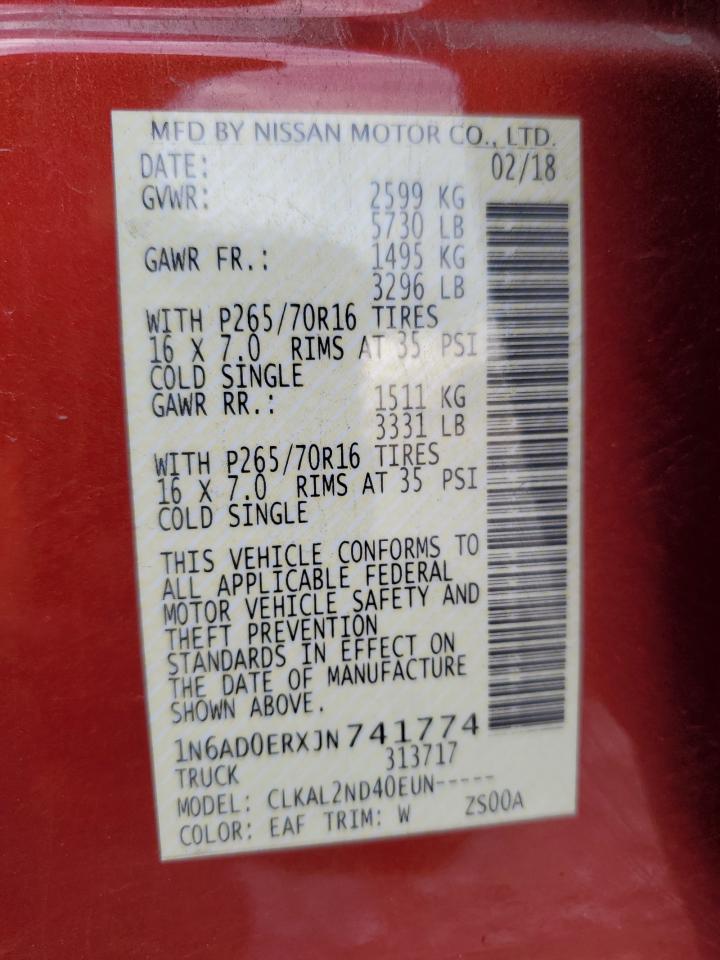 MFD BY NISSAN MOTOR CO., LTD.
DATE: 02/18
GVWR: 2599 KG
5730 LB
GAWR FR.: 1495 KG
3296 LB
WITH P265/70R16 TIRES
16 X 7.0 RIMS AT 35 PSI
COLD SINGLE
GAWR RR.: 1511 KG
3331 LB
WITH P265/70R16 TIRES
16 X 7.0 RIMS AT 35 PSI
COLD SINGLE
THIS VEHICLE CONFORMS TO
ALL APPLICABLE FEDERAL
MOTOR VEHICLE SAFETY AND
THEFT PREVENTION
STANDARDS IN EFFECT ON
THE DATE OF MANUFACTURE
SHOWN ABOVE.
1N6AD0ERXJN741774
TRUCK 313717
MODEL: CLKAL2ND40EUN-----
COLOR: EAF TRIM: W ZS00A